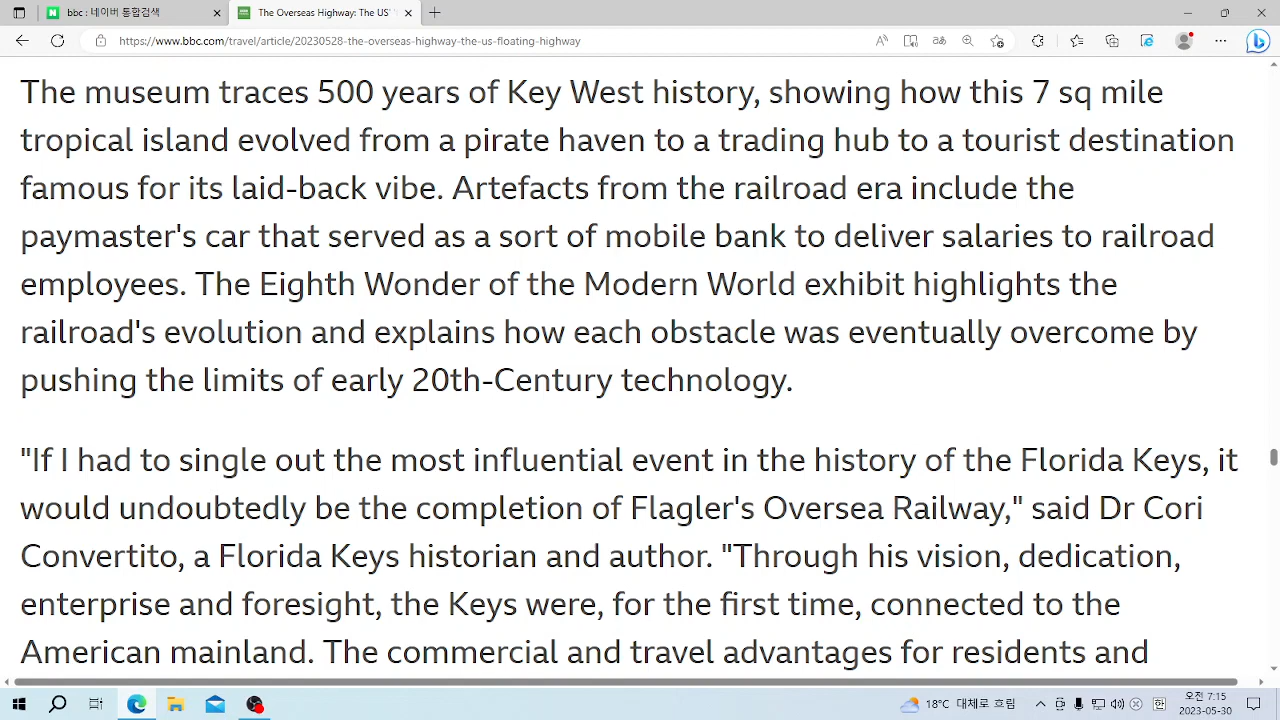 bbc : 네이버 통합검색
The Overseas Highway: The US'
https://www.bbc.com/travel/article/20230528-the-overseas-highway-the-us-floating-highway
The museum traces 500 years of Key West history, showing how this 7 sq mile
tropical island evolved from a pirate haven to a trading hub to a tourist destination
famous for its laid-back vibe. Artefacts from the railroad era include the
paymaster's car that served as a sort of mobile bank to deliver salaries to railroad
employees. The Eighth Wonder of the Modern World exhibit highlights the
railroad's evolution and explains how each obstacle was eventually overcome by
pushing the limits of early 20th-Century technology.
"If I had to single out the most influential event in the history of the Florida Keys, it
would undoubtedly be the completion of Flagler's Oversea Railway," said Dr Cori
Convertito, a Florida Keys historian and author. "Through his vision, dedication,
enterprise and foresight, the Keys were, for the first time, connected to the
American mainland. The commercial and travel advantages for residents and
18°C 대체로 흐림
오전 7:15
2023-05-30